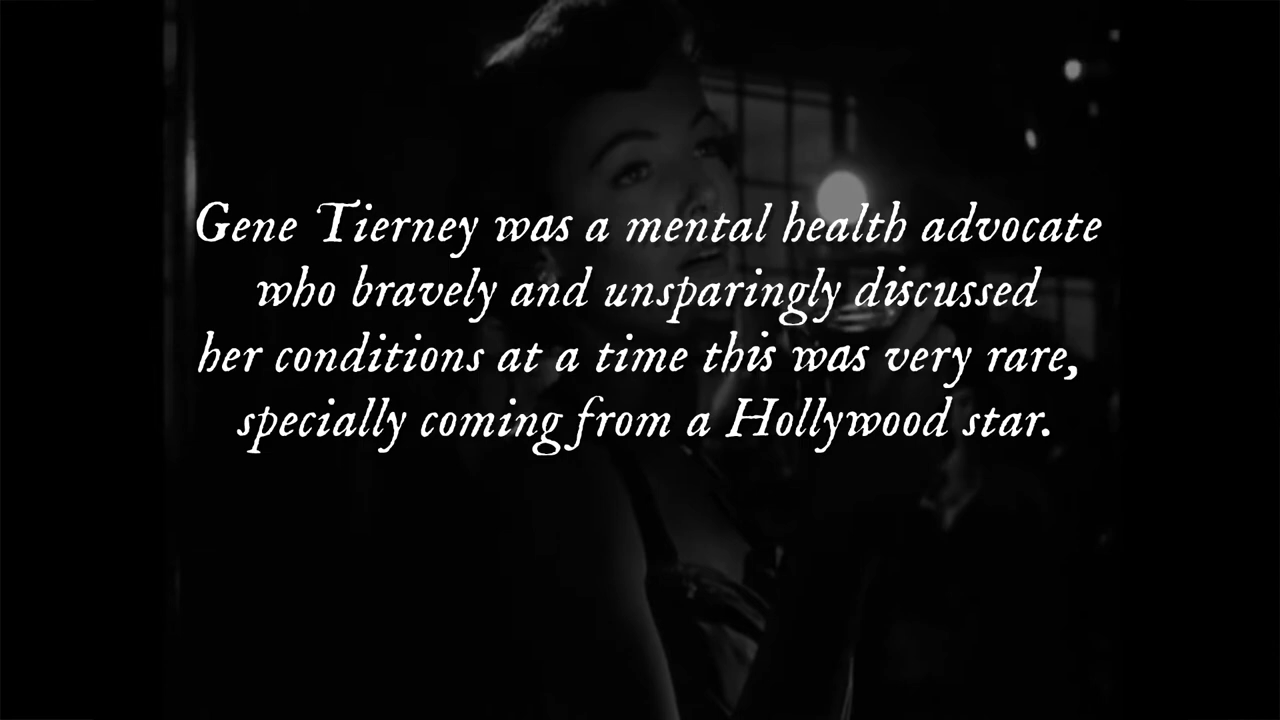 Gene Tierney was a mental health advocate
who bravely and unsparingly discussed
her conditions at a time this was very rare,
specially coming from a Hollywood star.